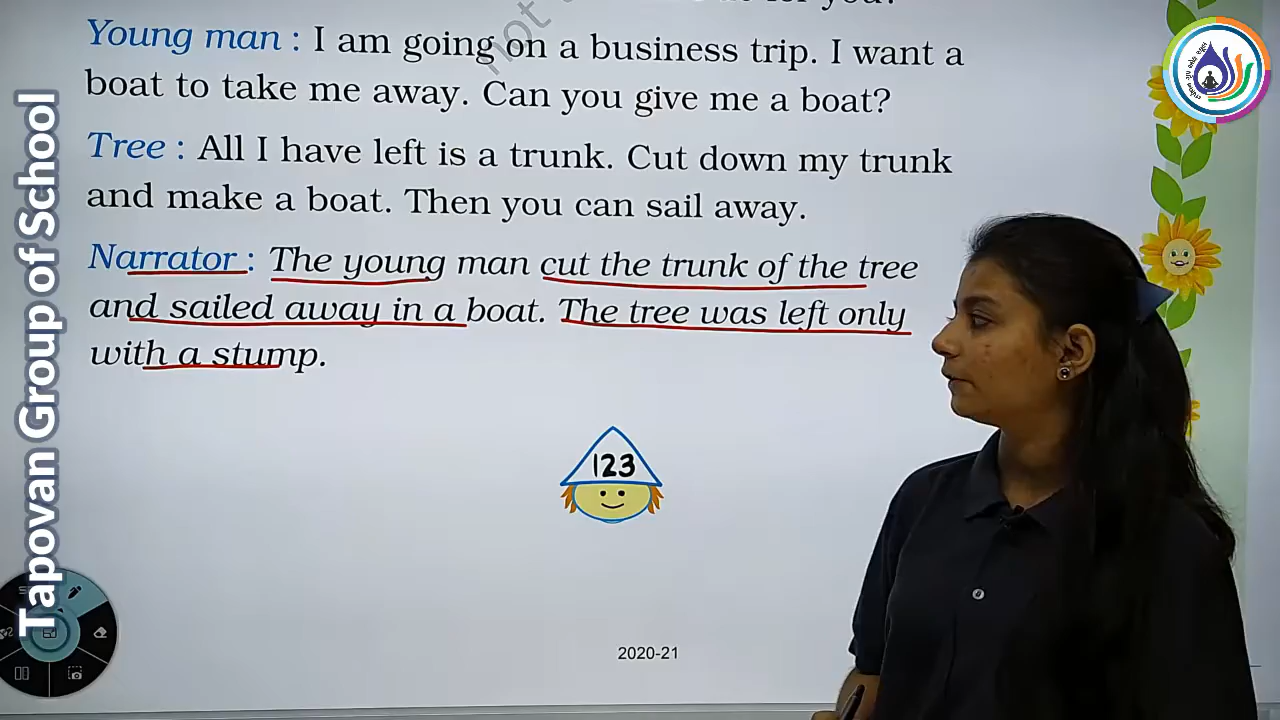 for you?
not
Young man : I am going on a business trip. I want a
boat to take me away. Can you give me a boat?
Tree : All I have left is a trunk. Cut down my trunk
and make a boat. Then you can sail away.
Narrator : The young man cut the trunk of the tree
and sailed away in a boat. The tree was left only
with a stump.
123
2020-21
Tapovan Group of School